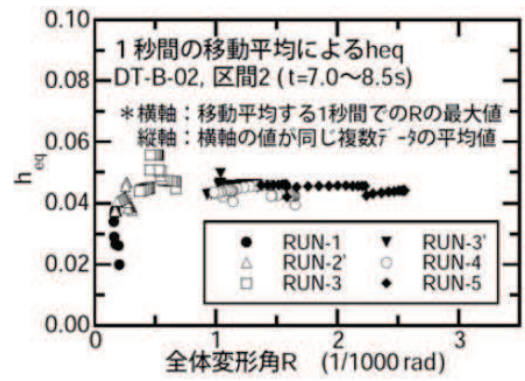 0.10
0.08
0.06
0.04
0.02
0.00
heq
1秒間の移動平均によるheq
DT-B-02, 区間2 ( t=7.0～8.5s)
＊横軸：移動平均する1秒間でのRの最大値
縦軸：横軸の値が同じ複数ﾃﾞｰﾀの平均値
RUN-1
RUN-2'
RUN-3
RUN-3'
RUN-4
RUN-5
0 1 2 3
全体変形角R (1/1000 rad)